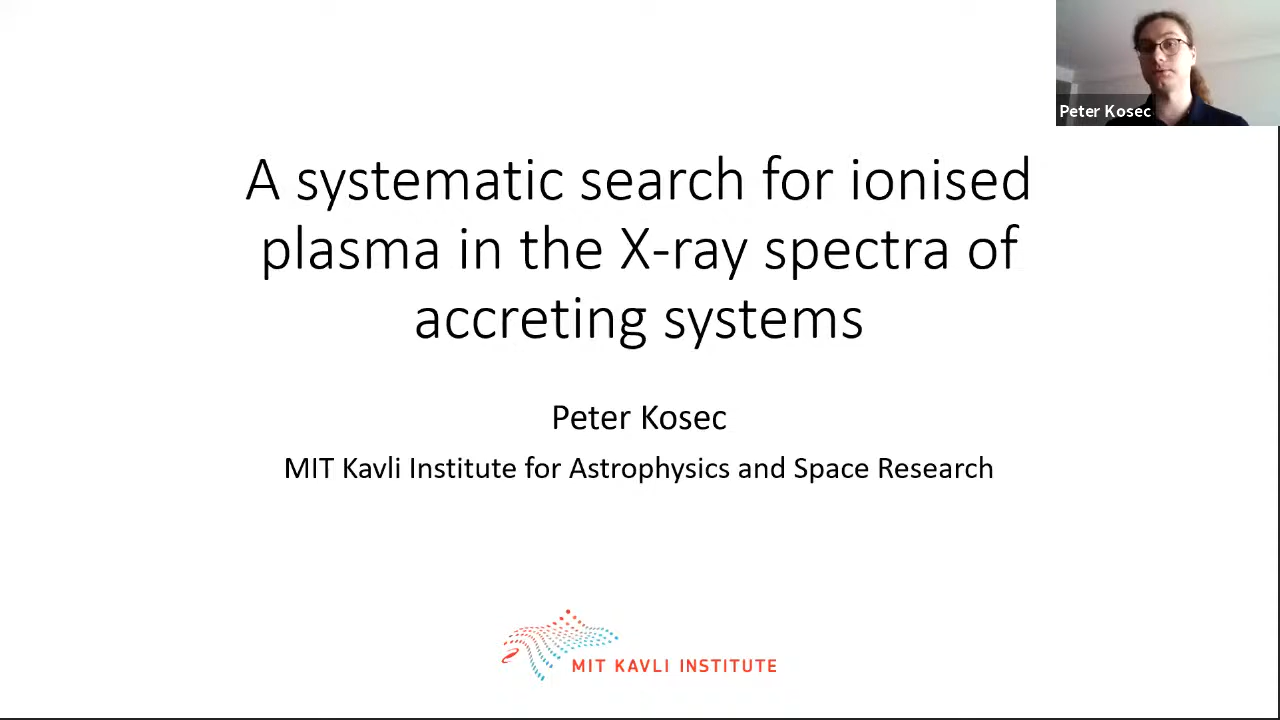 Peter Kosec
A systematic search for ionised
plasma in the X-ray spectra of
accreting systems
Peter Kosec
MIT Kavli Institute for Astrophysics and Space Research
MIT KAVLI INSTITUTE